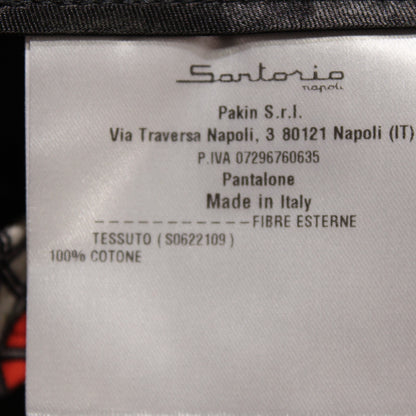 Sartorio
napoli
Pakin S.r.l.
Via Traversa Napoli, 3 80121 Napoli (IT)
P.IVA 07296760635
Pantalone
Made in Italy
------------FIBRE ESTERNE
TESSUTO ( S0622109 )
100% COTONE